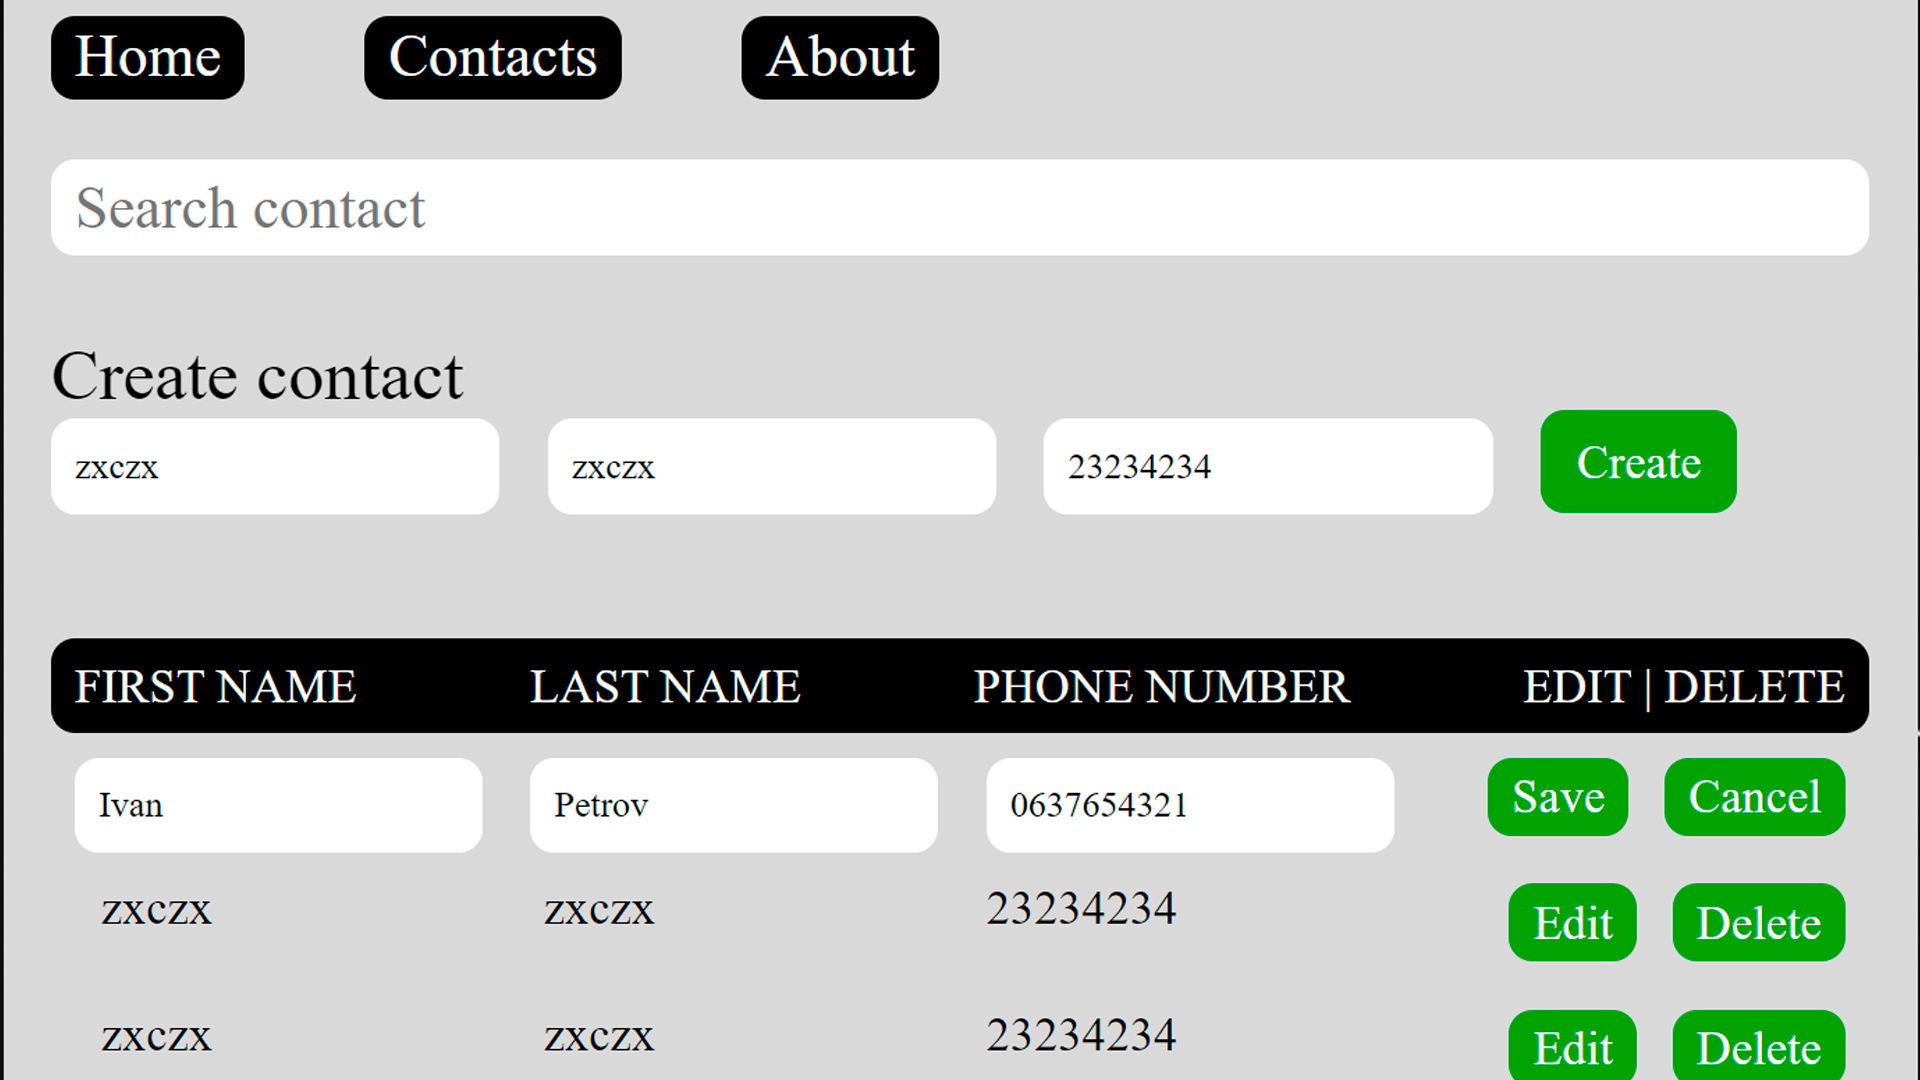 Home Contacts About
Search contact
Create contact
zxczx zxczx 23234234 Create
FIRST NAME LAST NAME PHONE NUMBER EDIT | DELETE
Ivan Petrov 0637654321 Save Cancel
zxczx zxczx 23234234 Edit Delete
zxczx zxczx 23234234 Edit Delete